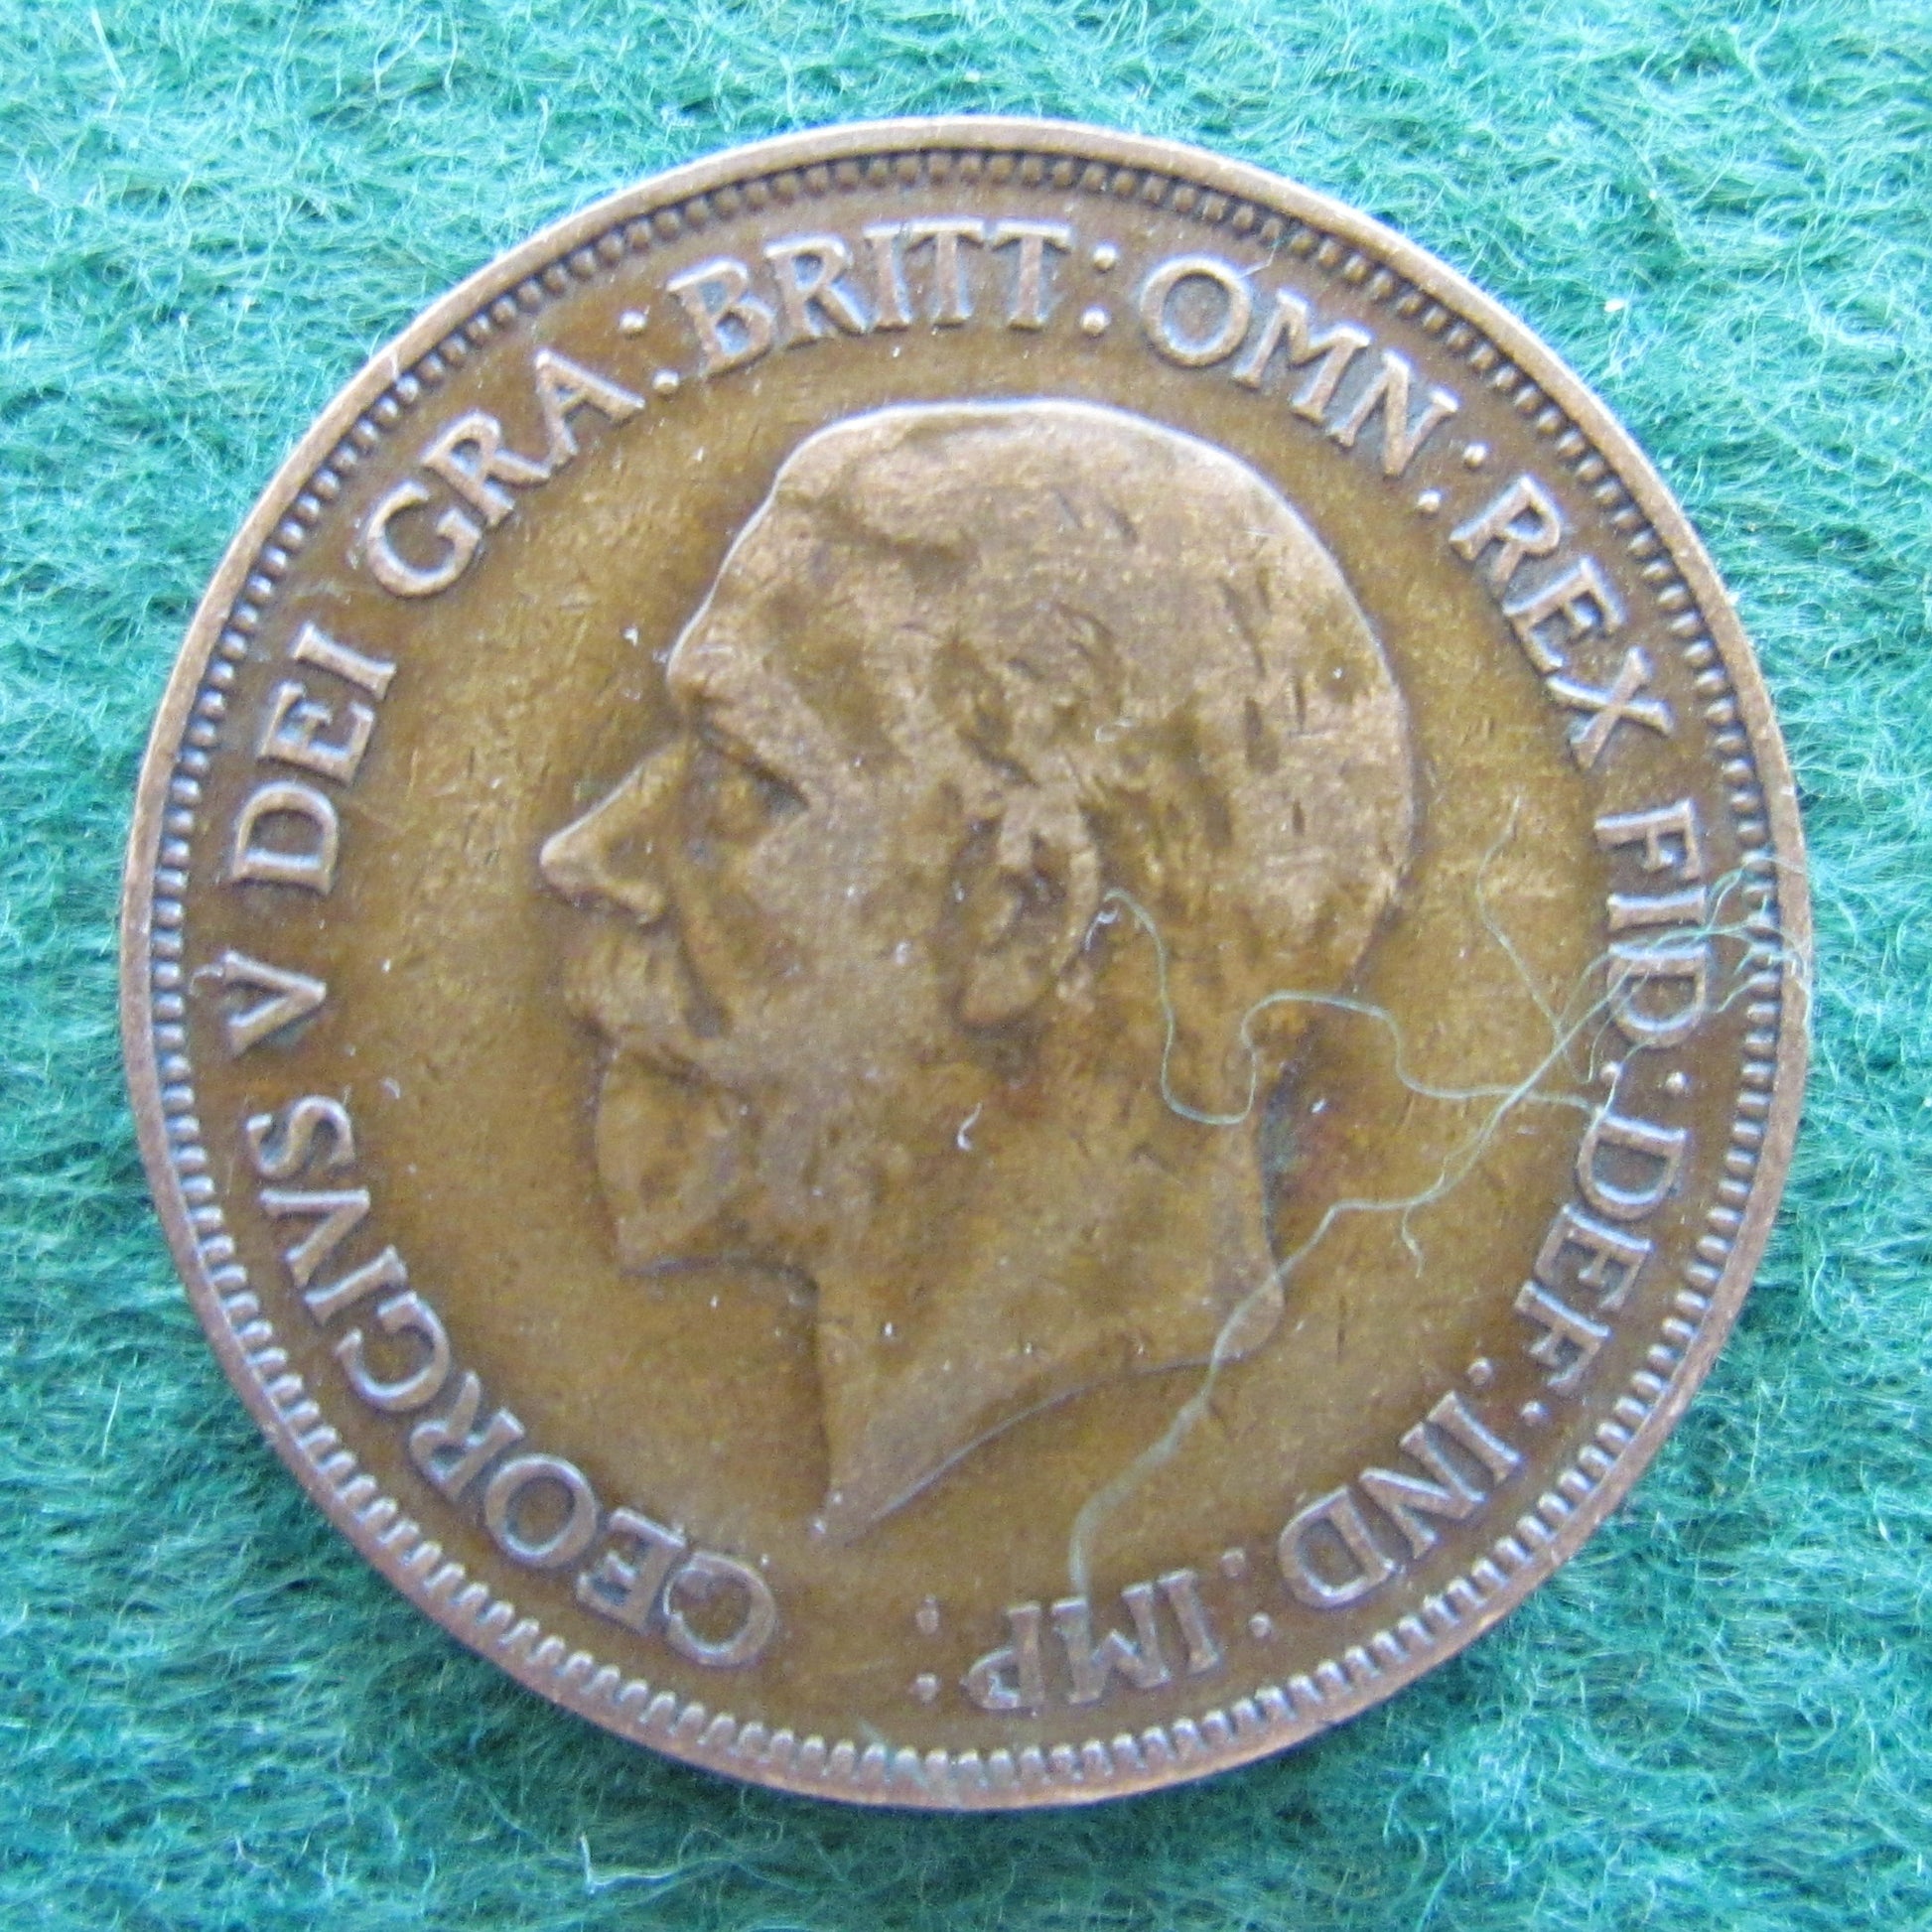 GEORGIVS V DEI GRA: BRITT: OMN: REX FID: DEF: IND: IMP: